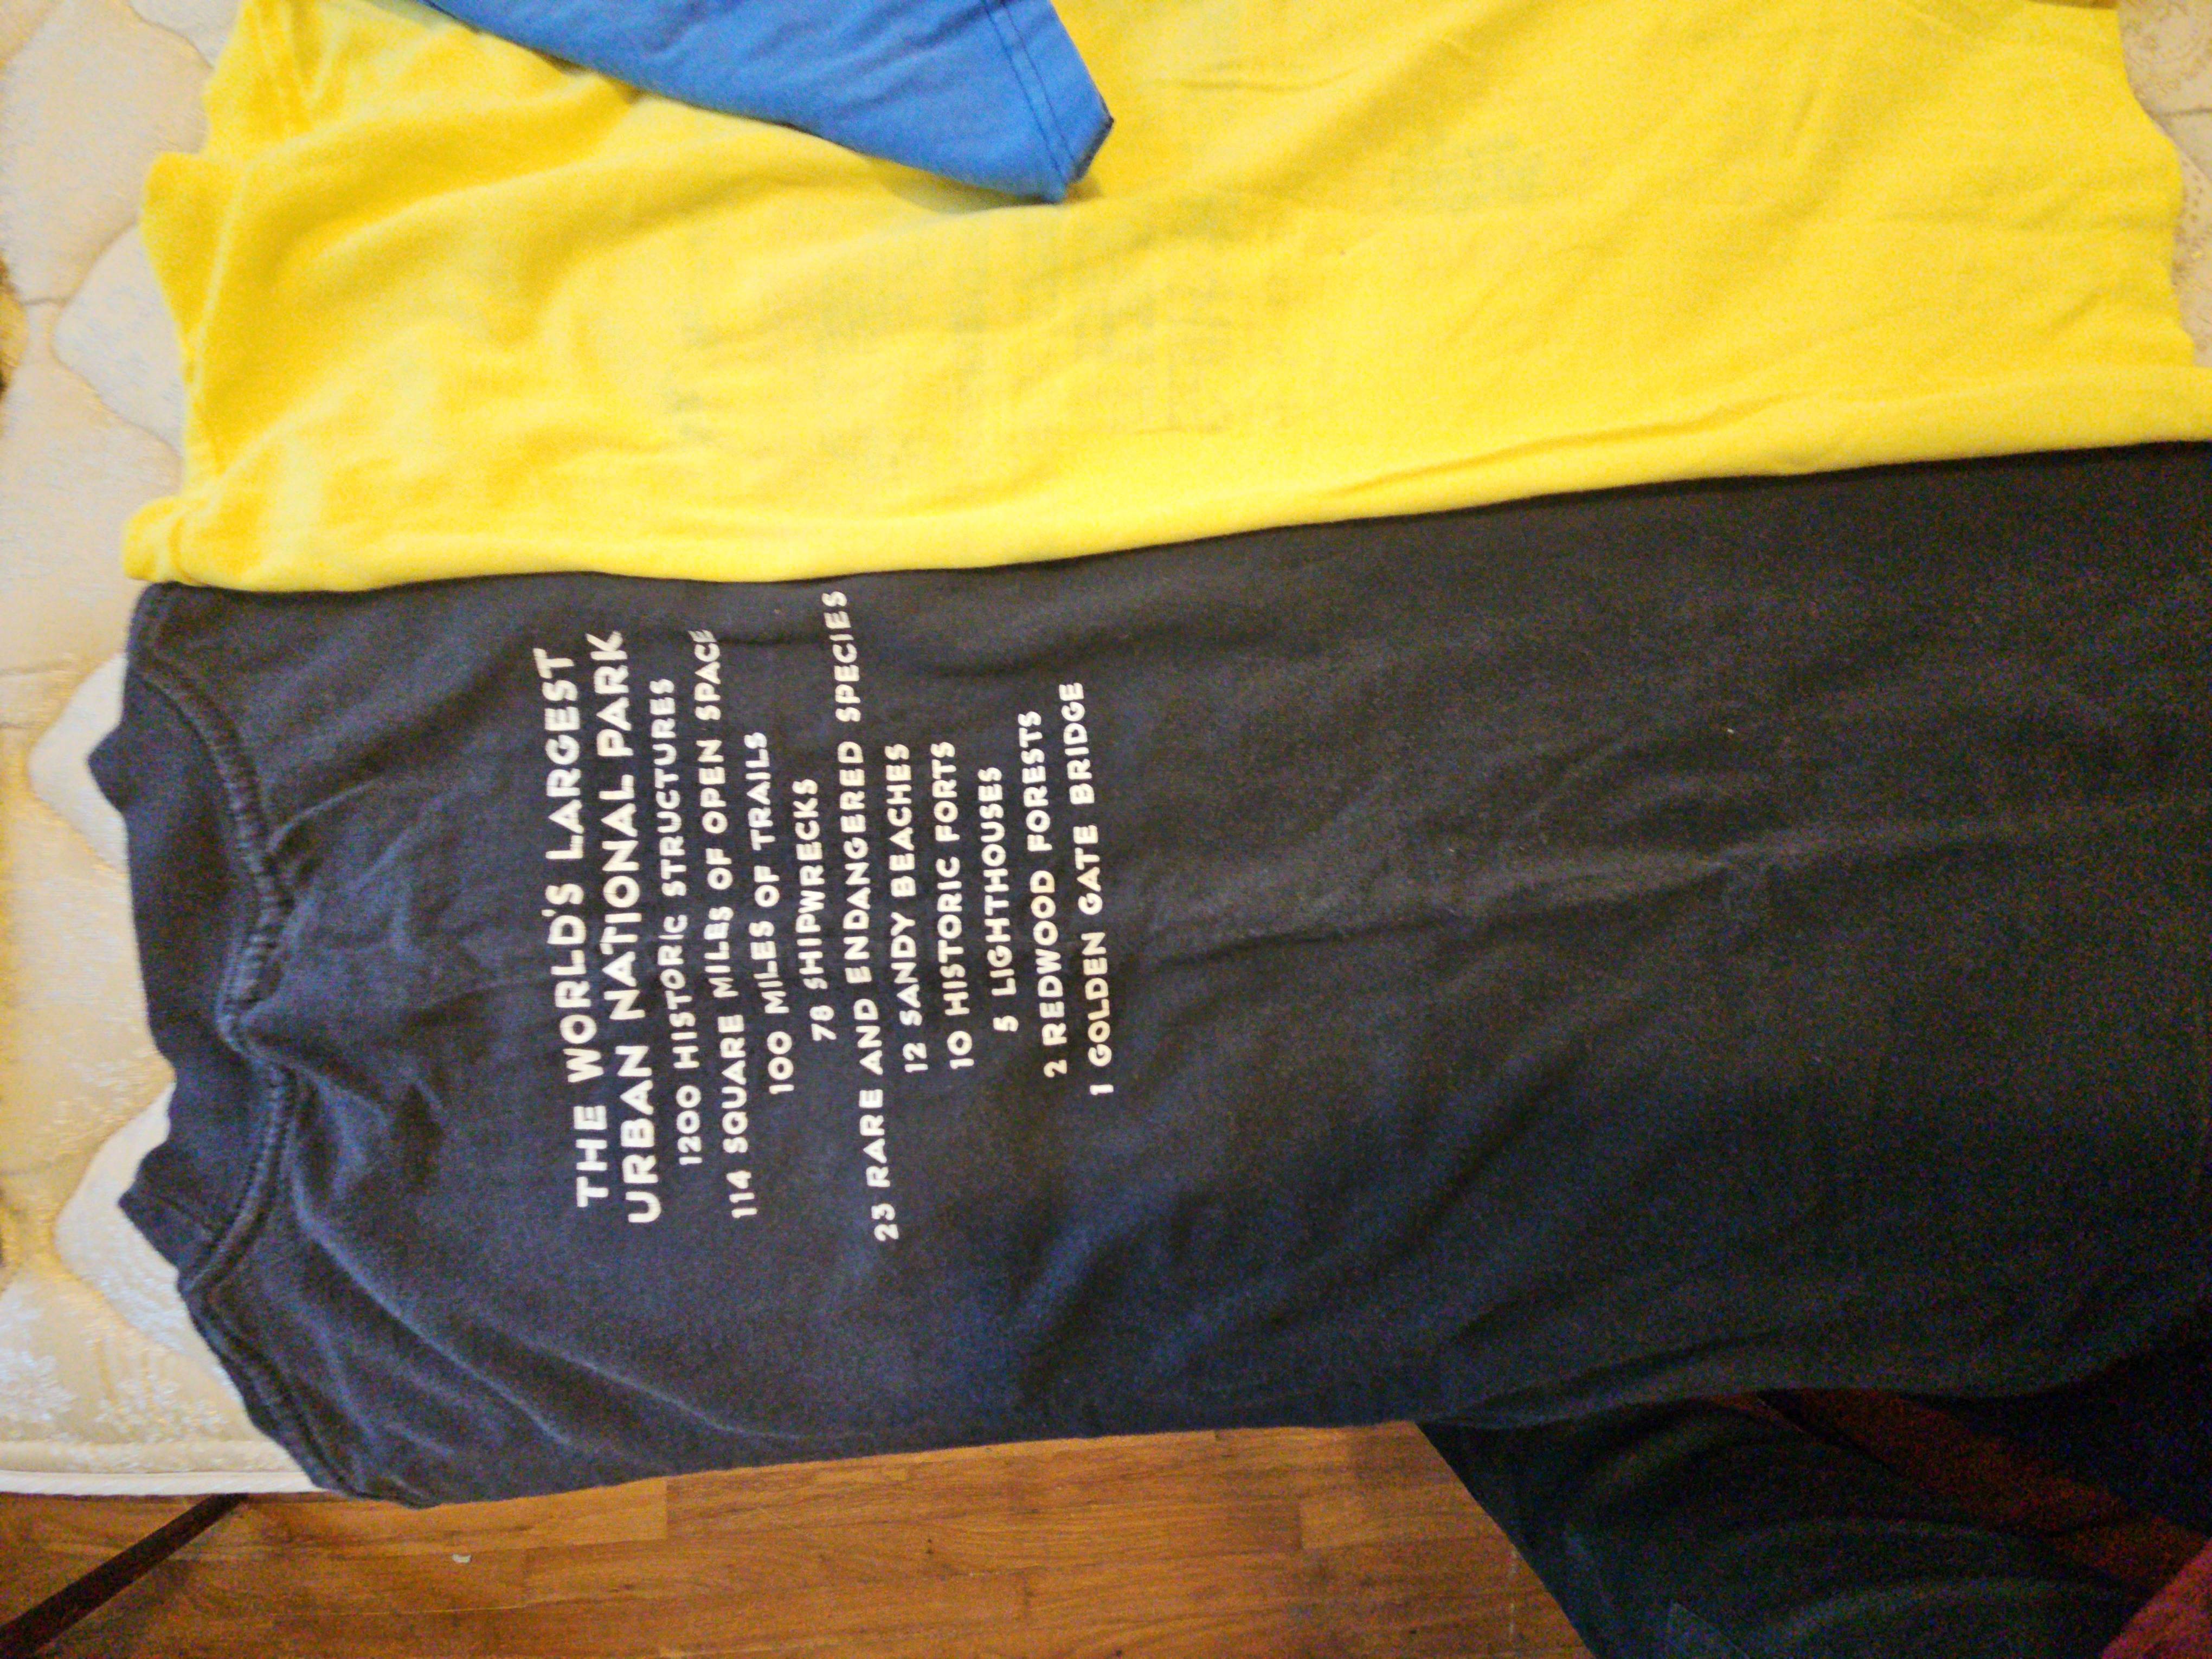 THE WORLD'S LARGEST
URBAN NATIONAL PARK
1200 HISTORIC STRUCTURES
114 SQUARE MILES OF OPEN SPACE
100 MILES OF TRAILS
78 SHIPWRECKS
23 RARE AND ENDANGERED SPECIES
12 SANDY BEACHES
10 HISTORIC FORTS
5 LIGHTHOUSES
2 REDWOOD FORESTS
1 GOLDEN GATE BRIDGE